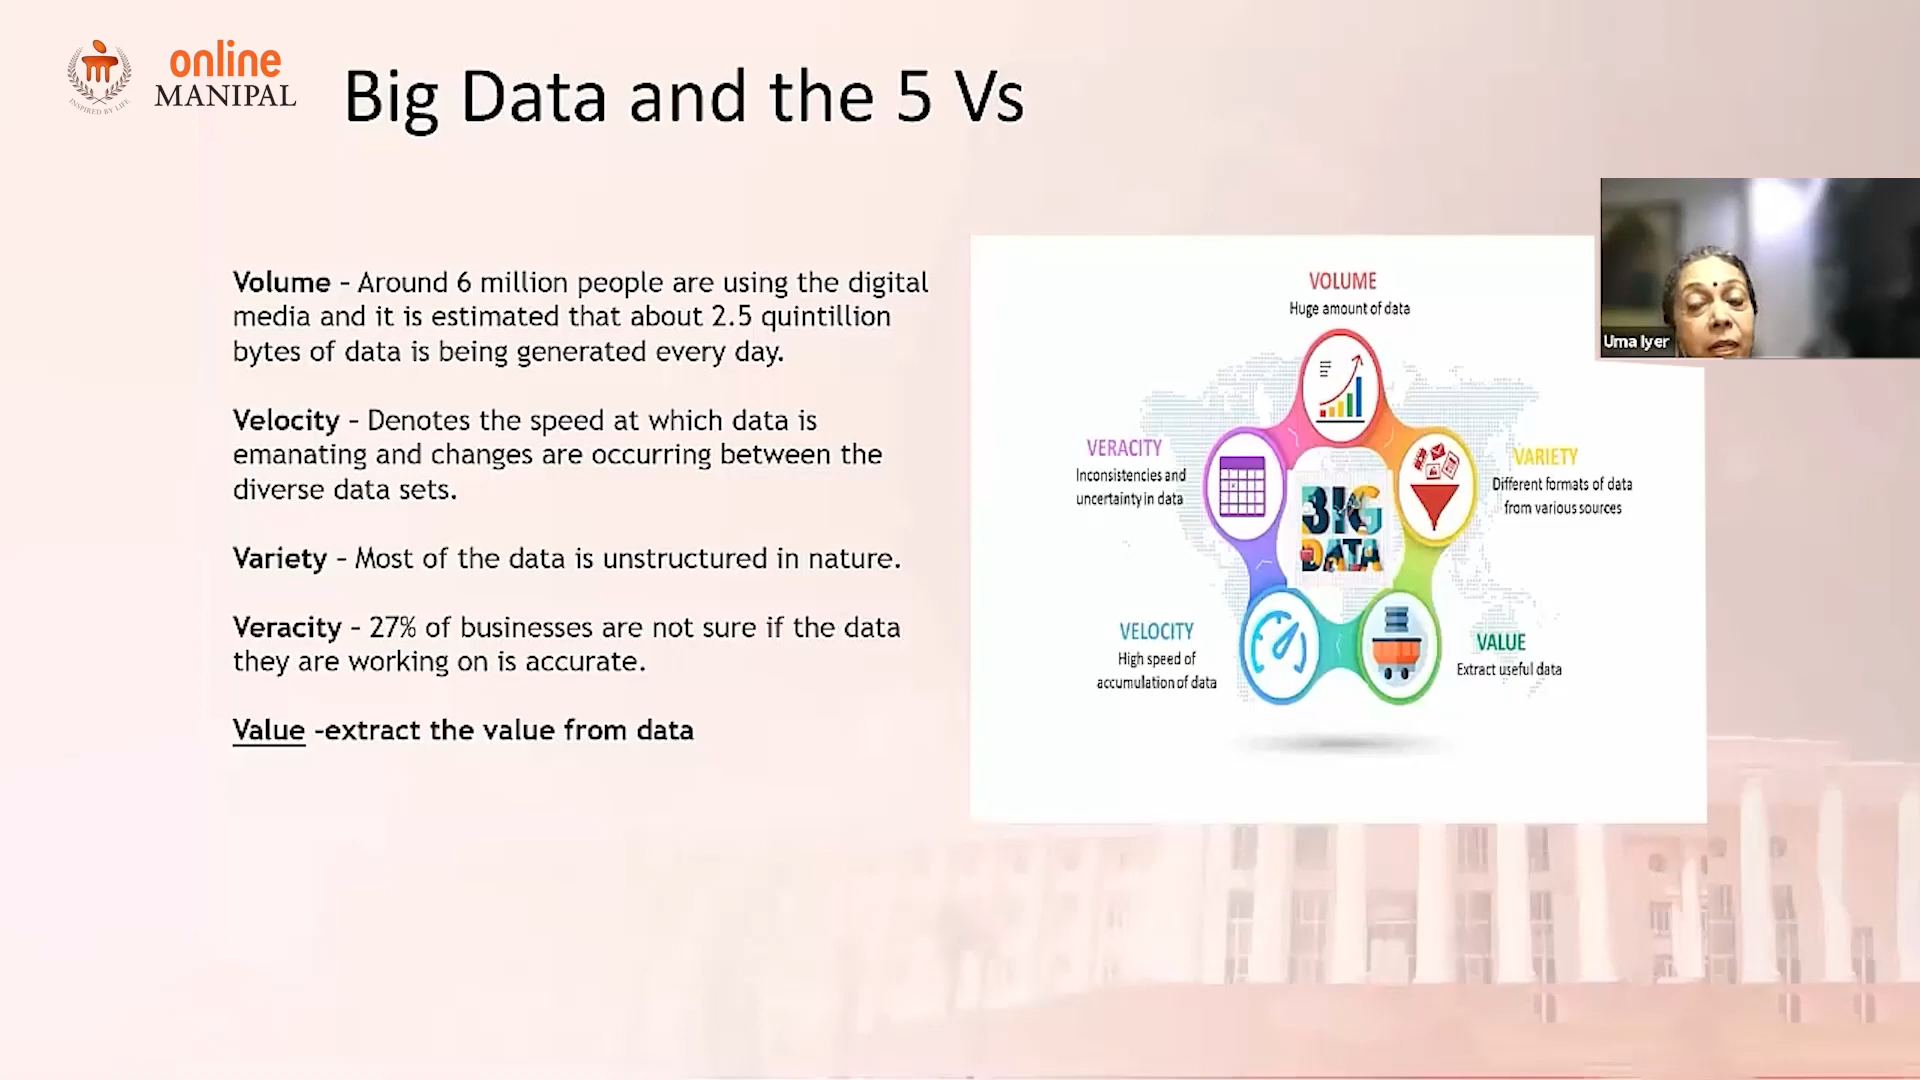 online
MANIPAL
INSPIRED BY LIFE
Big Data and the 5 Vs
Volume – Around 6 million people are using the digital
media and it is estimated that about 2.5 quintillion
bytes of data is being generated every day.
Velocity – Denotes the speed at which data is
emanating and changes are occurring between the
diverse data sets.
Variety – Most of the data is unstructured in nature.
Veracity – 27% of businesses are not sure if the data
they are working on is accurate.
Value -extract the value from data
VOLUME
Huge amount of data
VERACITY
Inconsistencies and
uncertainty in data
VARIETY
Different formats of data
from various sources
BIG
DATA
VELOCITY
High speed of
accumulation of data
VALUE
Extract useful data
Uma Iyer